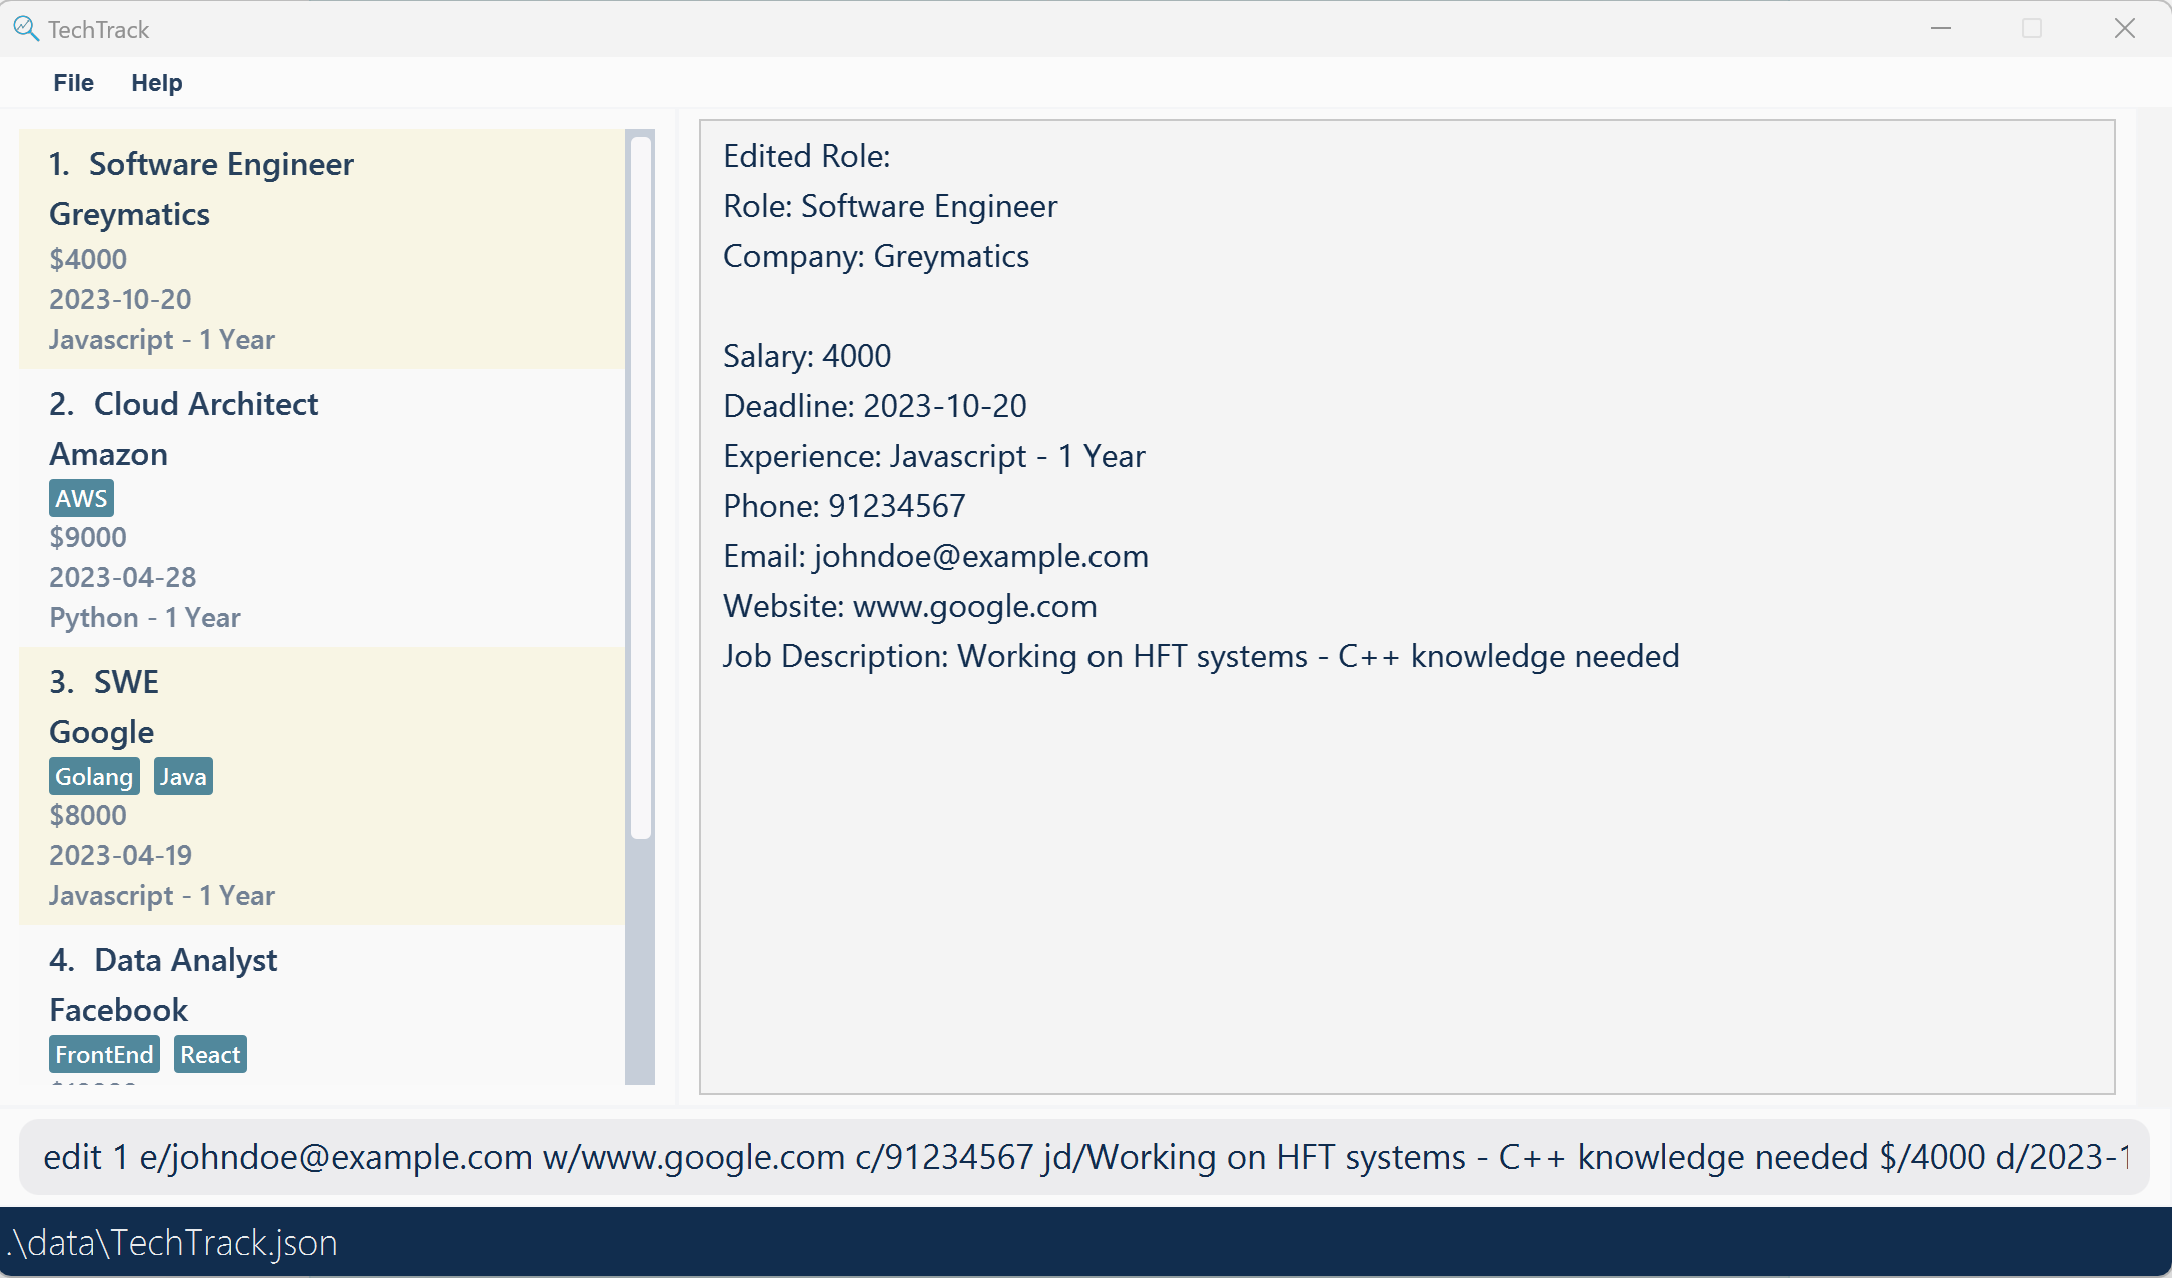 TechTrack
File Help
1. Software Engineer
Greymatics
$4000
2023-10-20
Javascript - 1 Year
2. Cloud Architect
Amazon
AWS
$9000
2023-04-28
Python - 1 Year
3. SWE
Google
Golang Java
$8000
2023-04-19
Javascript - 1 Year
4. Data Analyst
Facebook
FrontEnd React
Edited Role:
Role: Software Engineer
Company: Greymatics
Salary: 4000
Deadline: 2023-10-20
Experience: Javascript - 1 Year
Phone: 91234567
Email: johndoe@example.com
Website: www.google.com
Job Description: Working on HFT systems - C++ knowledge needed
edit 1 e/johndoe@example.com w/www.google.com c/91234567 jd/Working on HFT systems - C++ knowledge needed $/4000 d/2023-1
.\data\TechTrack.json